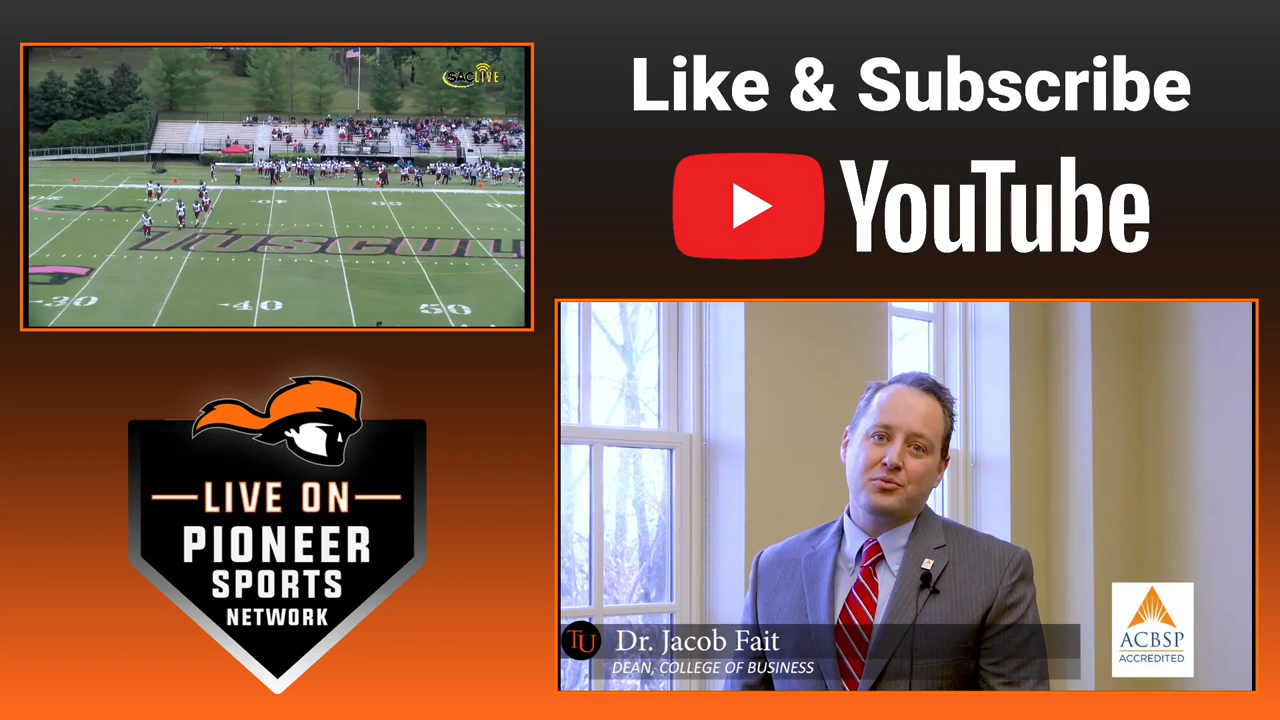 SAC LIVE
Like & Subscribe
YouTube
TUSCUL
30 40 50
LIVE ON
PIONEER
SPORTS
NETWORK
TU Dr. Jacob Fait
DEAN, COLLEGE OF BUSINESS
ACBSP
ACCREDITED